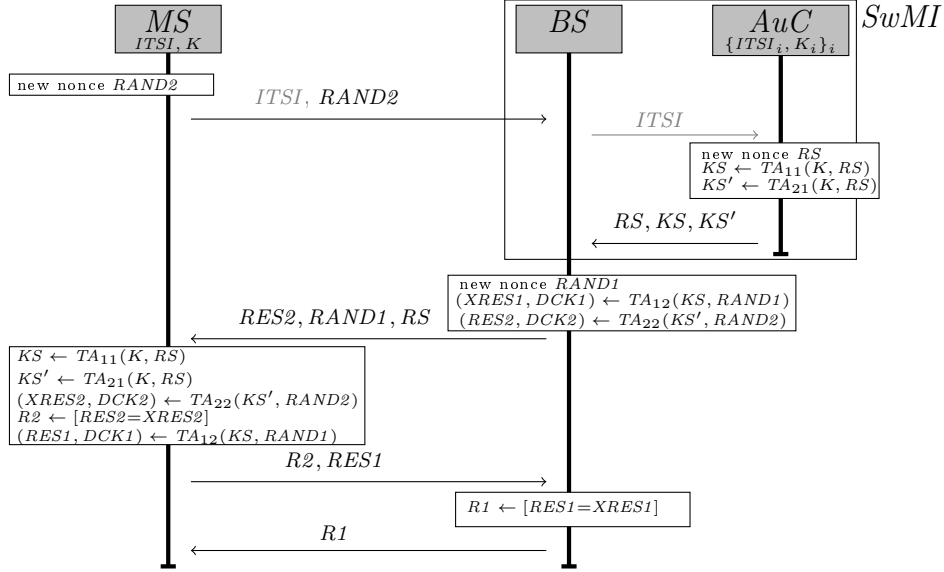 MS
ITSI, K
BS
AuC
{ITSI_i, K_i}_i
SwMI
new nonce RAND2
ITSI, RAND2
ITSI
new nonce RS
KS ← TA_11(K, RS)
KS′ ← TA_21(K, RS)
RS, KS, KS′
new nonce RAND1
(XRES1, DCK1) ← TA_12(KS, RAND1)
(RES2, DCK2) ← TA_22(KS′, RAND2)
RES2, RAND1, RS
KS ← TA_11(K, RS)
KS′ ← TA_21(K, RS)
(XRES2, DCK2) ← TA_22(KS′, RAND2)
R2 ← [RES2=XRES2]
(RES1, DCK1) ← TA_12(KS, RAND1)
R2, RES1
R1 ← [RES1=XRES1]
R1